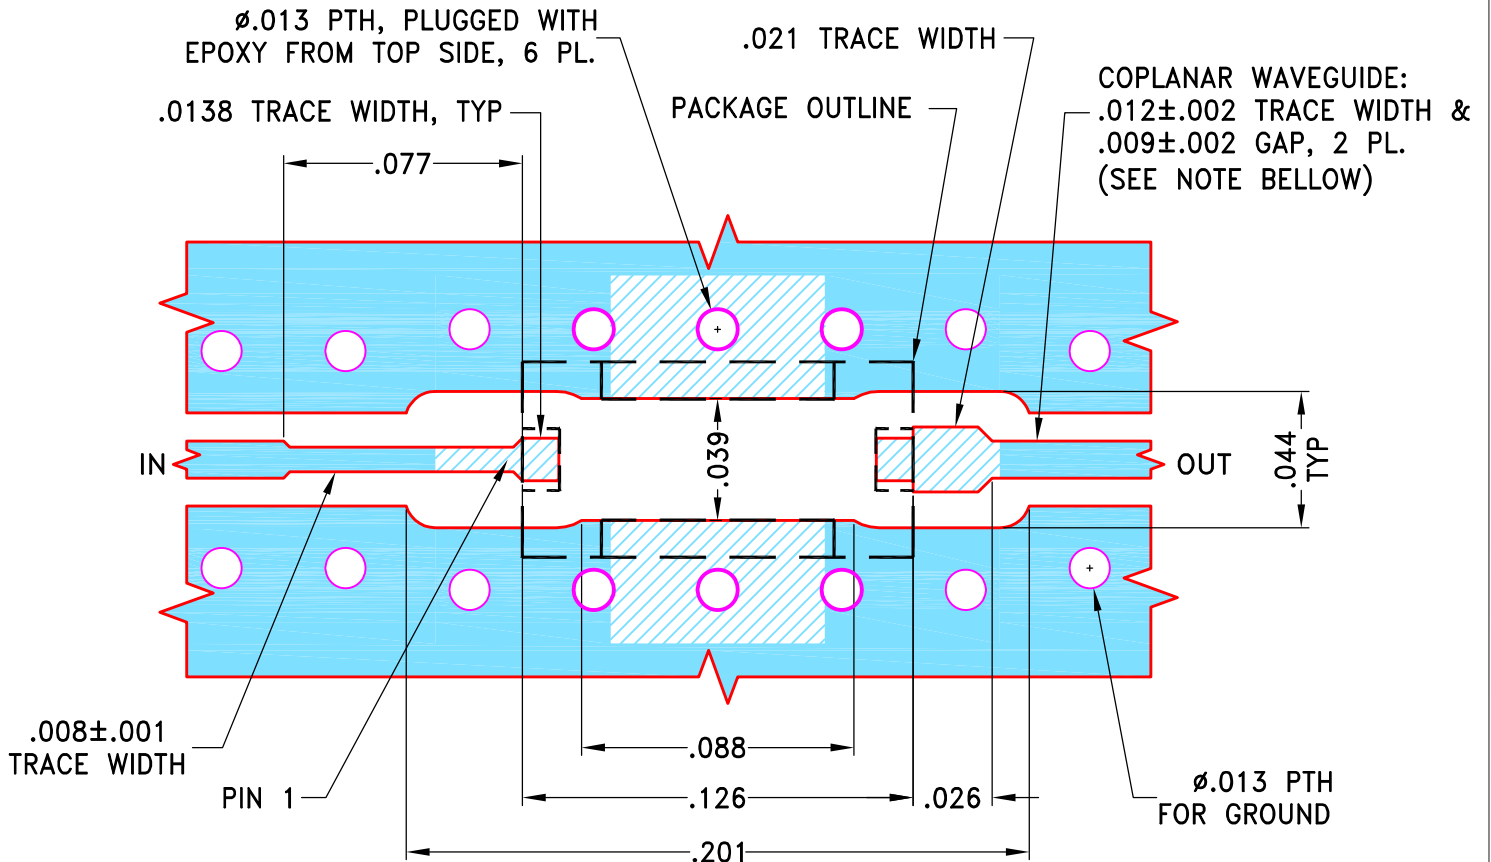 ø.013 PTH, PLUGGED WITH
EPOXY FROM TOP SIDE, 6 PL.
.021 TRACE WIDTH
COPLANAR WAVEGUIDE:
.012±.002 TRACE WIDTH &
.009±.002 GAP, 2 PL.
(SEE NOTE BELLOW)
.0138 TRACE WIDTH, TYP
PACKAGE OUTLINE
.077
IN
.039
OUT
.044
TYP
.008±.001
TRACE WIDTH
PIN 1
.088
.126
.026
ø.013 PTH
FOR GROUND
.201